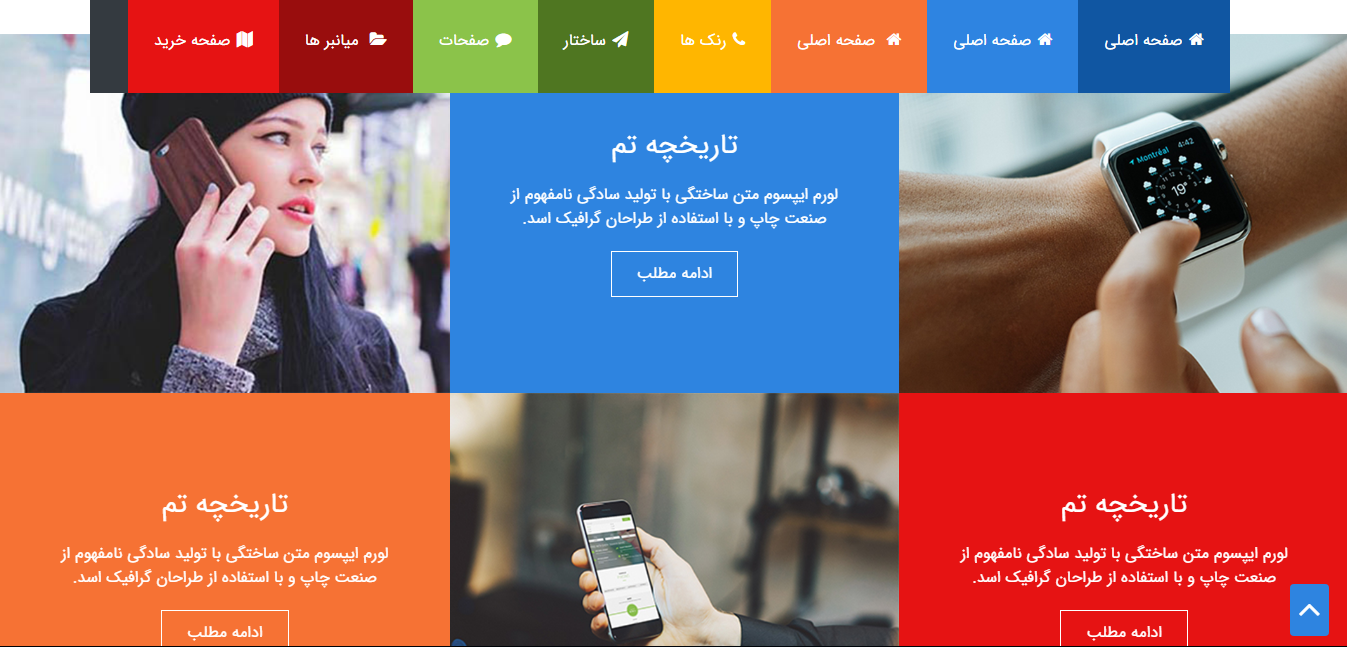 صفحه اصلی
صفحه اصلی
صفحه اصلی
رنک ها
ساختار
صفحات
میانبر ها
صفحه خرید
Montréal
4:42
19°
تاریخچه تم
لورم ایپسوم متن ساختگی با تولید سادگی نامفهوم از
صنعت چاپ و با استفاده از طراحان گرافیک اسد.
ادامه مطلب
www.green
تاریخچه تم
لورم ایپسوم متن ساختگی با تولید سادگی نامفهوم از
صنعت چاپ و با استفاده از طراحان گرافیک اسد.
ادامه مطلب
تاریخچه تم
لورم ایپسوم متن ساختگی با تولید سادگی نامفهوم از
صنعت چاپ و با استفاده از طراحان گرافیک اسد.
ادامه مطلب